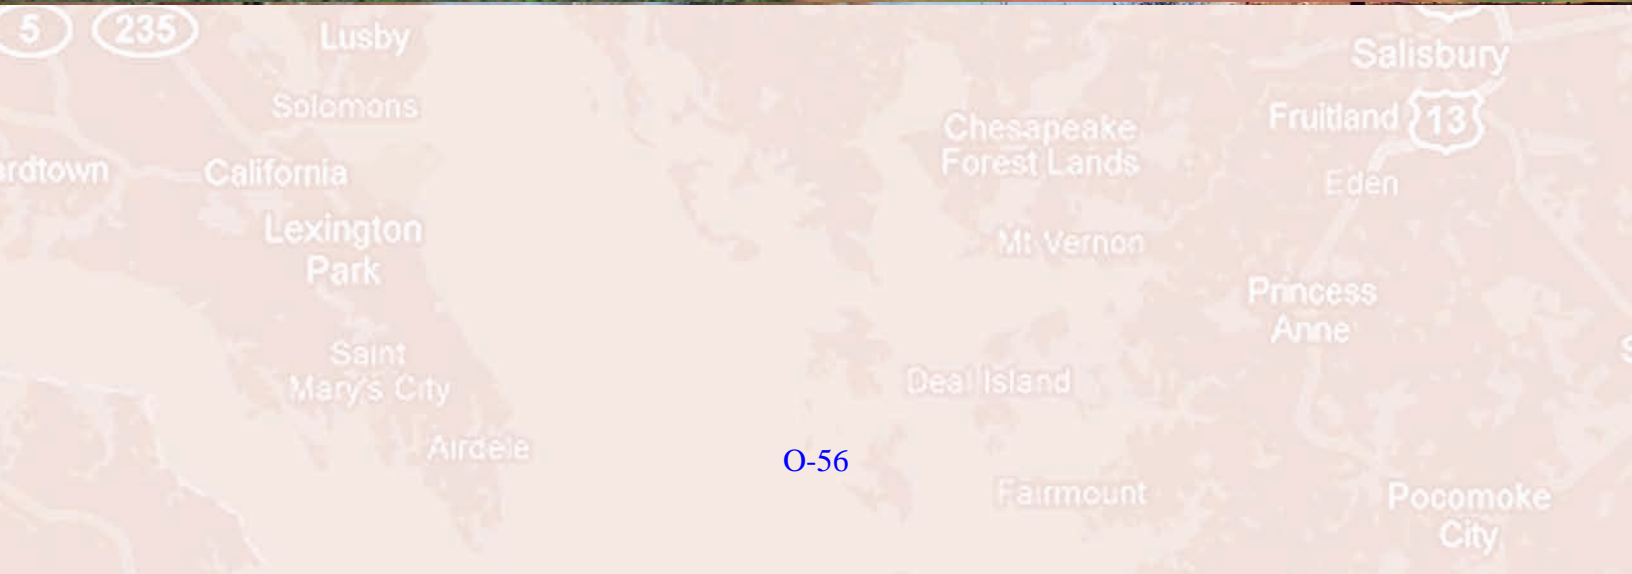 5
235
Lusby
Salisbury
Solomons
Chesapeake
Forest Lands
Fruitland
13
ardtown
California
Eden
Lexington
Park
Mt Vernon
Princess
Anne
Saint
Mary's City
Deal Island
Airdele
O-56
Fairmount
Pocomoke
City